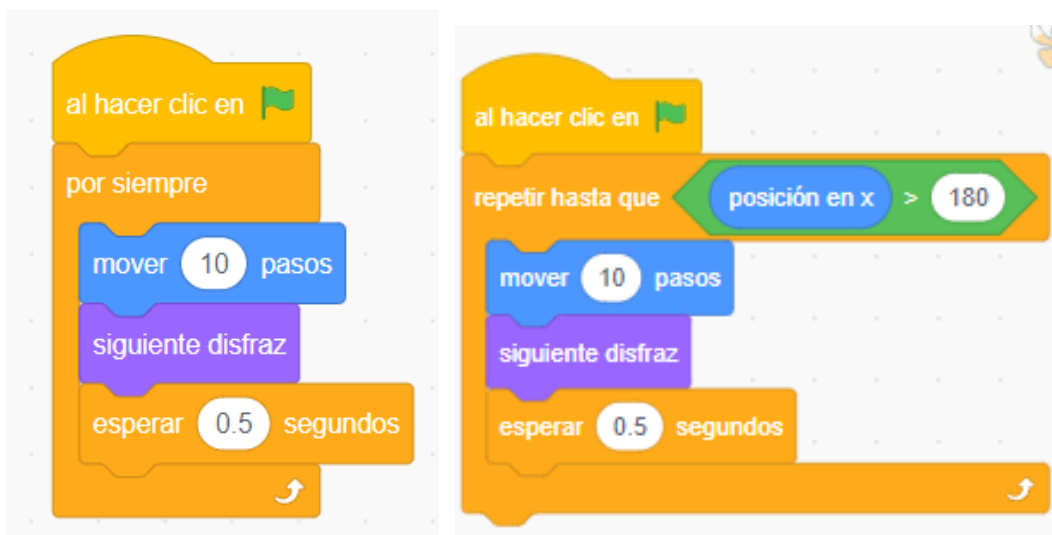 al hacer clic en
por siempre
mover 10 pasos
siguiente disfraz
esperar 0.5 segundos
al hacer clic en
repetir hasta que posición en x > 180
mover 10 pasos
siguiente disfraz
esperar 0.5 segundos